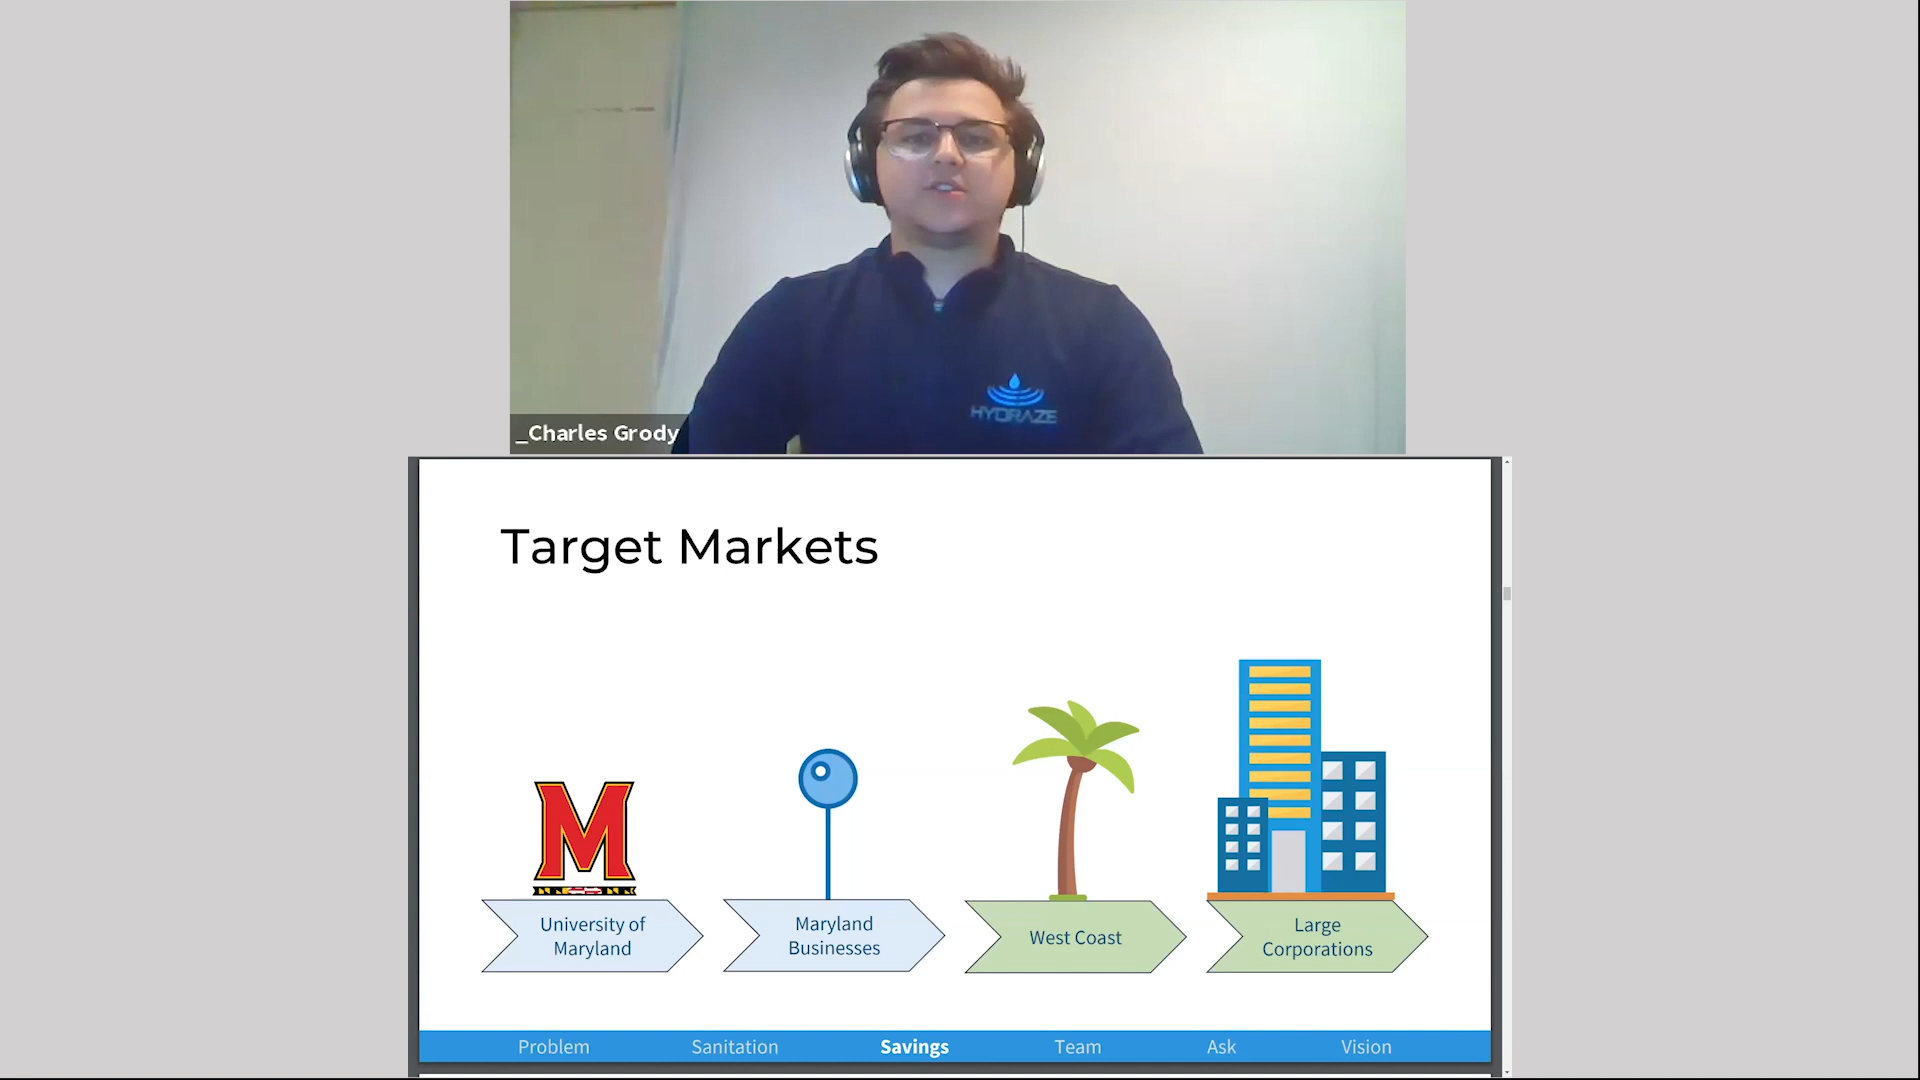 HYDRAZE
_Charles Grody
Target Markets
M
University of
Maryland
Maryland
Businesses
West Coast
Large
Corporations
Problem Sanitation Savings Team Ask Vision